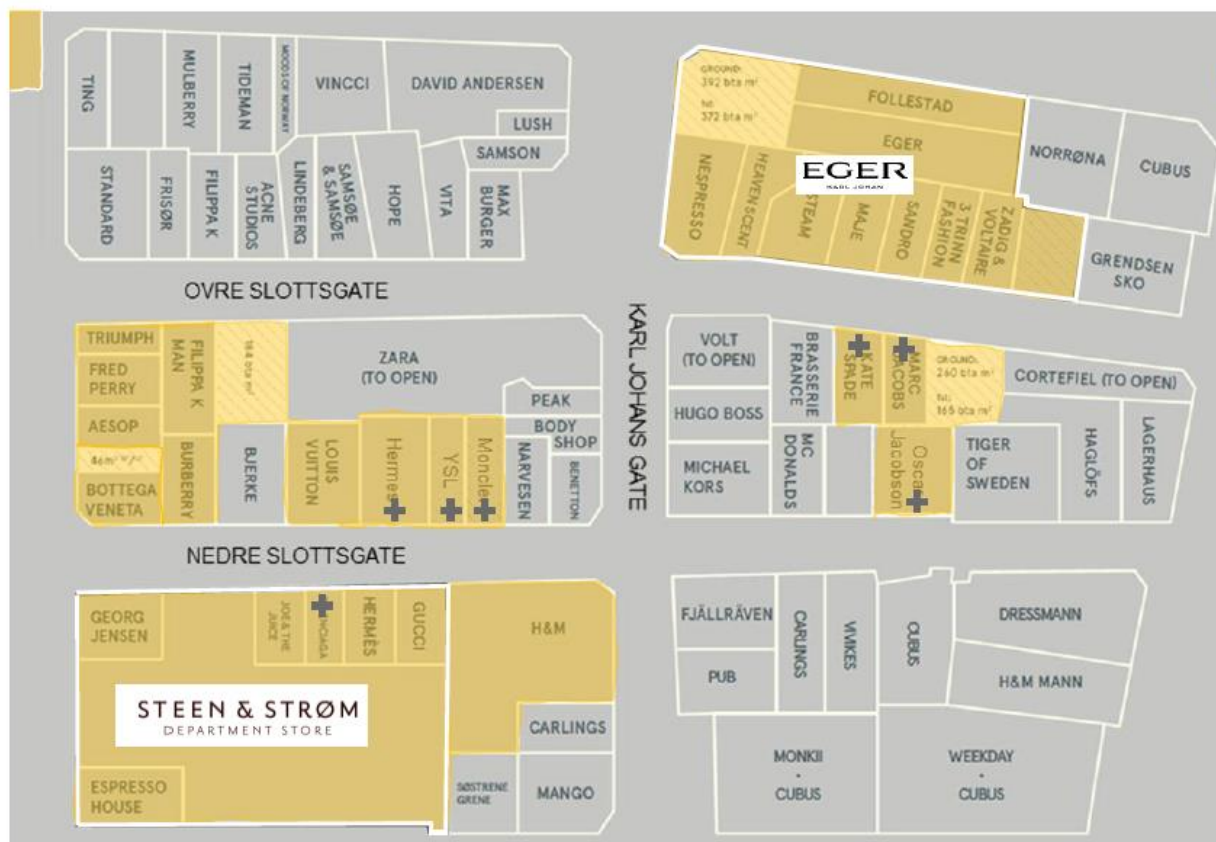 TING
MULBERRY
TIDEMAN
MOODS OF NORWAY
VINCCI
DAVID ANDERSEN
LUSH
SAMSON
STANDARD
FRISØR
FILIPPA K
ACNE
STUDIOS
LINDEBERG
SAMSØE
& SAMSØE
HOPE
VITA
MAX
BURGER
GROUND:
392 bta m²
372 bta m²
FOLLESTAD
EGER
EGER
KARL JOHAN
NORRØNA
CUBUS
NESPRESSO
HEAVEN SCENT
STEAM
MAJE
SANDRO
3 TRINN
FASHION
ZADIG &
VOLTAIRE
GRENDSEN
SKO
OVRE SLOTTSGATE
KARL JOHANS GATE
TRIUMPH
FRED
PERRY
AESOP
BOTTEGA
VENETA
FILIPPA K
MAN
BURBERRY
184 bta m²
BJERKE
ZARA
(TO OPEN)
LOUIS
VUITTON
Hermes
YSL
Moncler
PEAK
BODY
SHOP
NARVESEN
BENETTON
VOLT
(TO OPEN)
HUGO BOSS
MICHAEL
KORS
BRASSERIE
FRANCE
MC
DONALDS
KATE
SPADE
MARC
JACOBS
GROUND:
260 bta m²
165 bta m²
CORTEFIEL (TO OPEN)
Oscar
Jacobson
TIGER
OF
SWEDEN
HAGLÖFS
LAGERHAUS
NEDRE SLOTTSGATE
GEORG
JENSEN
JOE & THE
JUICE
HERMÈS
GUCCI
STEEN & STRØM
DEPARTMENT STORE
ESPRESSO
HOUSE
H&M
CARLINGS
SØSTRENE
GRENE
MANGO
FJÄLLRÄVEN
PUB
CARLINGS
VIVIKES
CUBUS
DRESSMANN
H&M MANN
MONKII
•
CUBUS
WEEKDAY
•
CUBUS